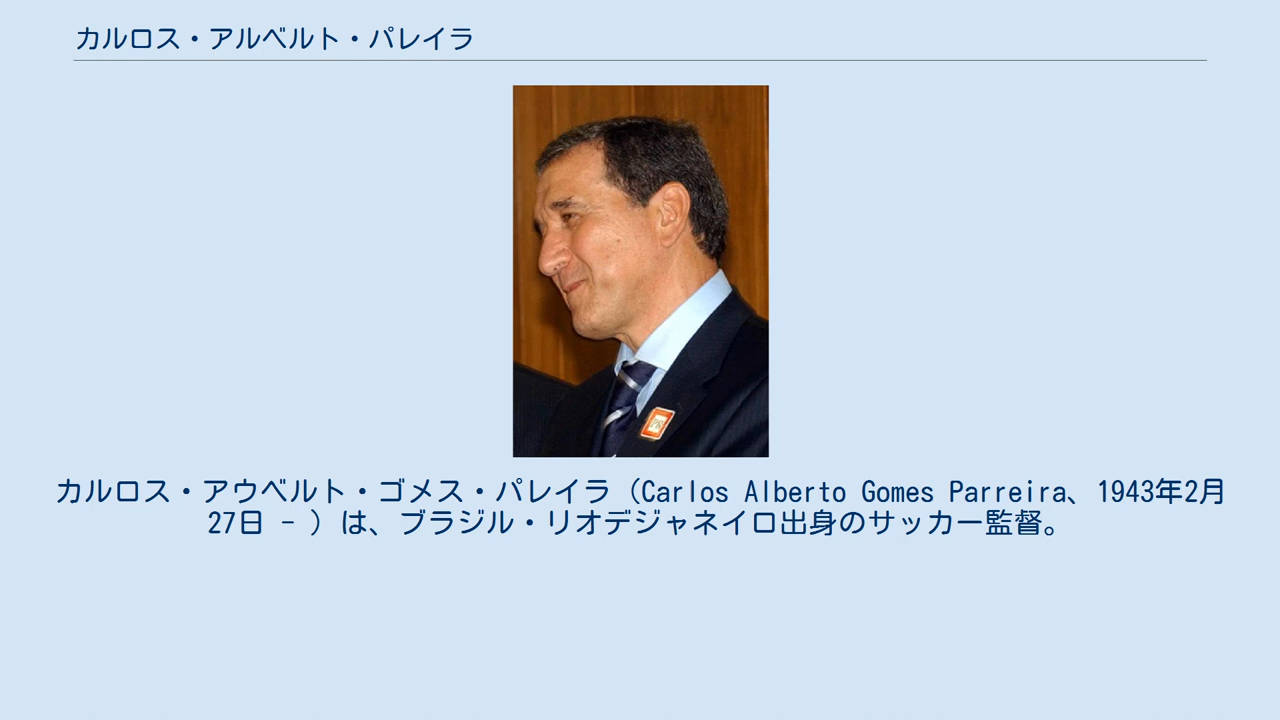 カルロス・アルベルト・パレイラ
カルロス・アウベルト・ゴメス・パレイラ（Carlos Alberto Gomes Parreira、1943年2月
27日 - ）は、ブラジル・リオデジャネイロ出身のサッカー監督。